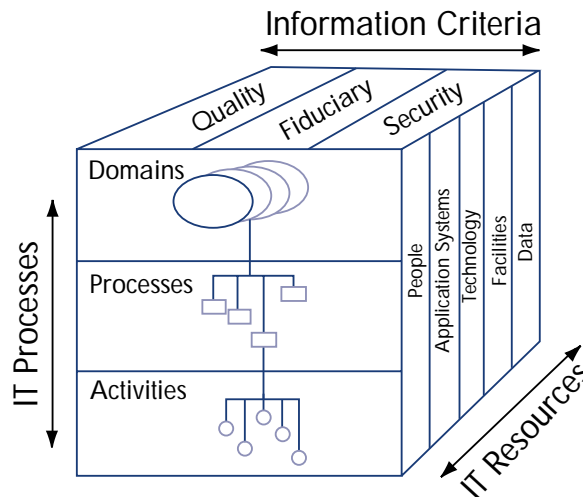 Information Criteria
Quality
Fiduciary
Security
Domains
Processes
Activities
IT Processes
People
Application Systems
Technology
Facilities
Data
IT Resources